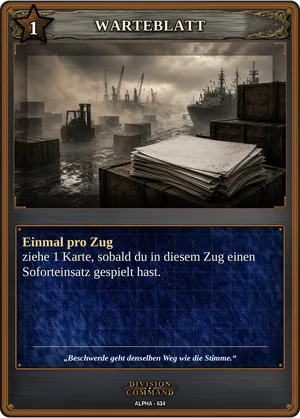 1
WARTEBLATT
Einmal pro Zug
ziehe 1 Karte, sobald du in diesem Zug einen
Soforteinsatz gespielt hast.
„Beschwerde geht denselben Weg wie die Stimme.“
DIVISION
COMMAND
ALPHA - 634